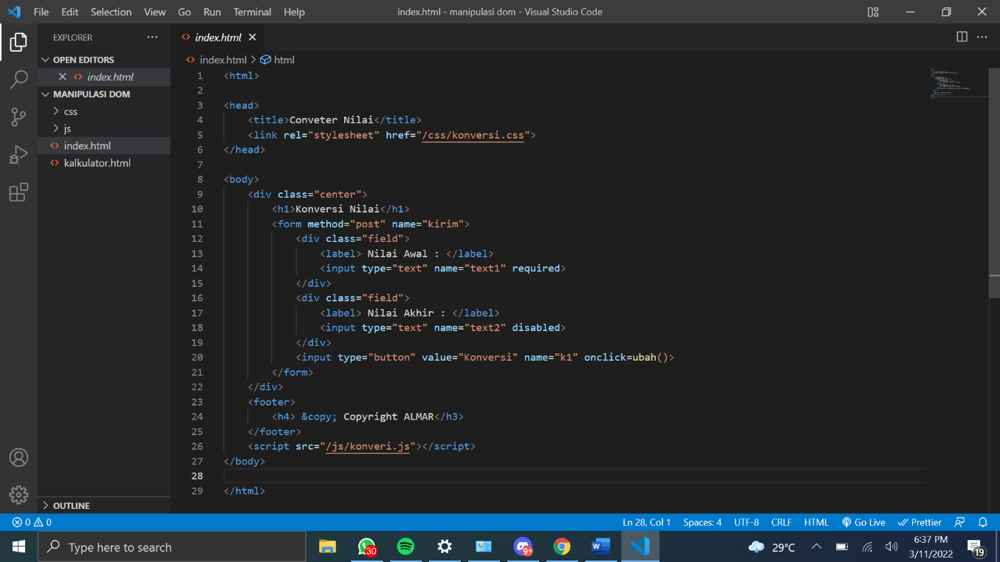 File Edit Selection View Go Run Terminal Help index.html - manipulasi dom - Visual Studio Code
EXPLORER
OPEN EDITORS
index.html
MANIPULASI DOM
css
js
index.html
kalkulator.html
OUTLINE
index.html
index.html > html
1 <html>
2
3 <head>
4 <title>Conveter Nilai</title>
5 <link rel="stylesheet" href="/css/konversi.css">
6 </head>
7
8 <body>
9 <div class="center">
10 <h1>Konversi Nilai</h1>
11 <form method="post" name="kirim">
12 <div class="field">
13 <label> Nilai Awal : </label>
14 <input type="text" name="text1" required>
15 </div>
16 <div class="field">
17 <label> Nilai Akhir : </label>
18 <input type="text" name="text2" disabled>
19 </div>
20 <input type="button" value="Konversi" name="k1" onclick=ubah()>
21 </form>
22 </div>
23 <footer>
24 <h4> &copy; Copyright ALMAR</h3>
25 </footer>
26 <script src="/js/konveri.js"></script>
27 </body>
28
29 </html>
0 0 Ln 28, Col 1 Spaces: 4 UTF-8 CRLF HTML Go Live Prettier
Type here to search
30
9+
29°C
6:37 PM
3/11/2022
19